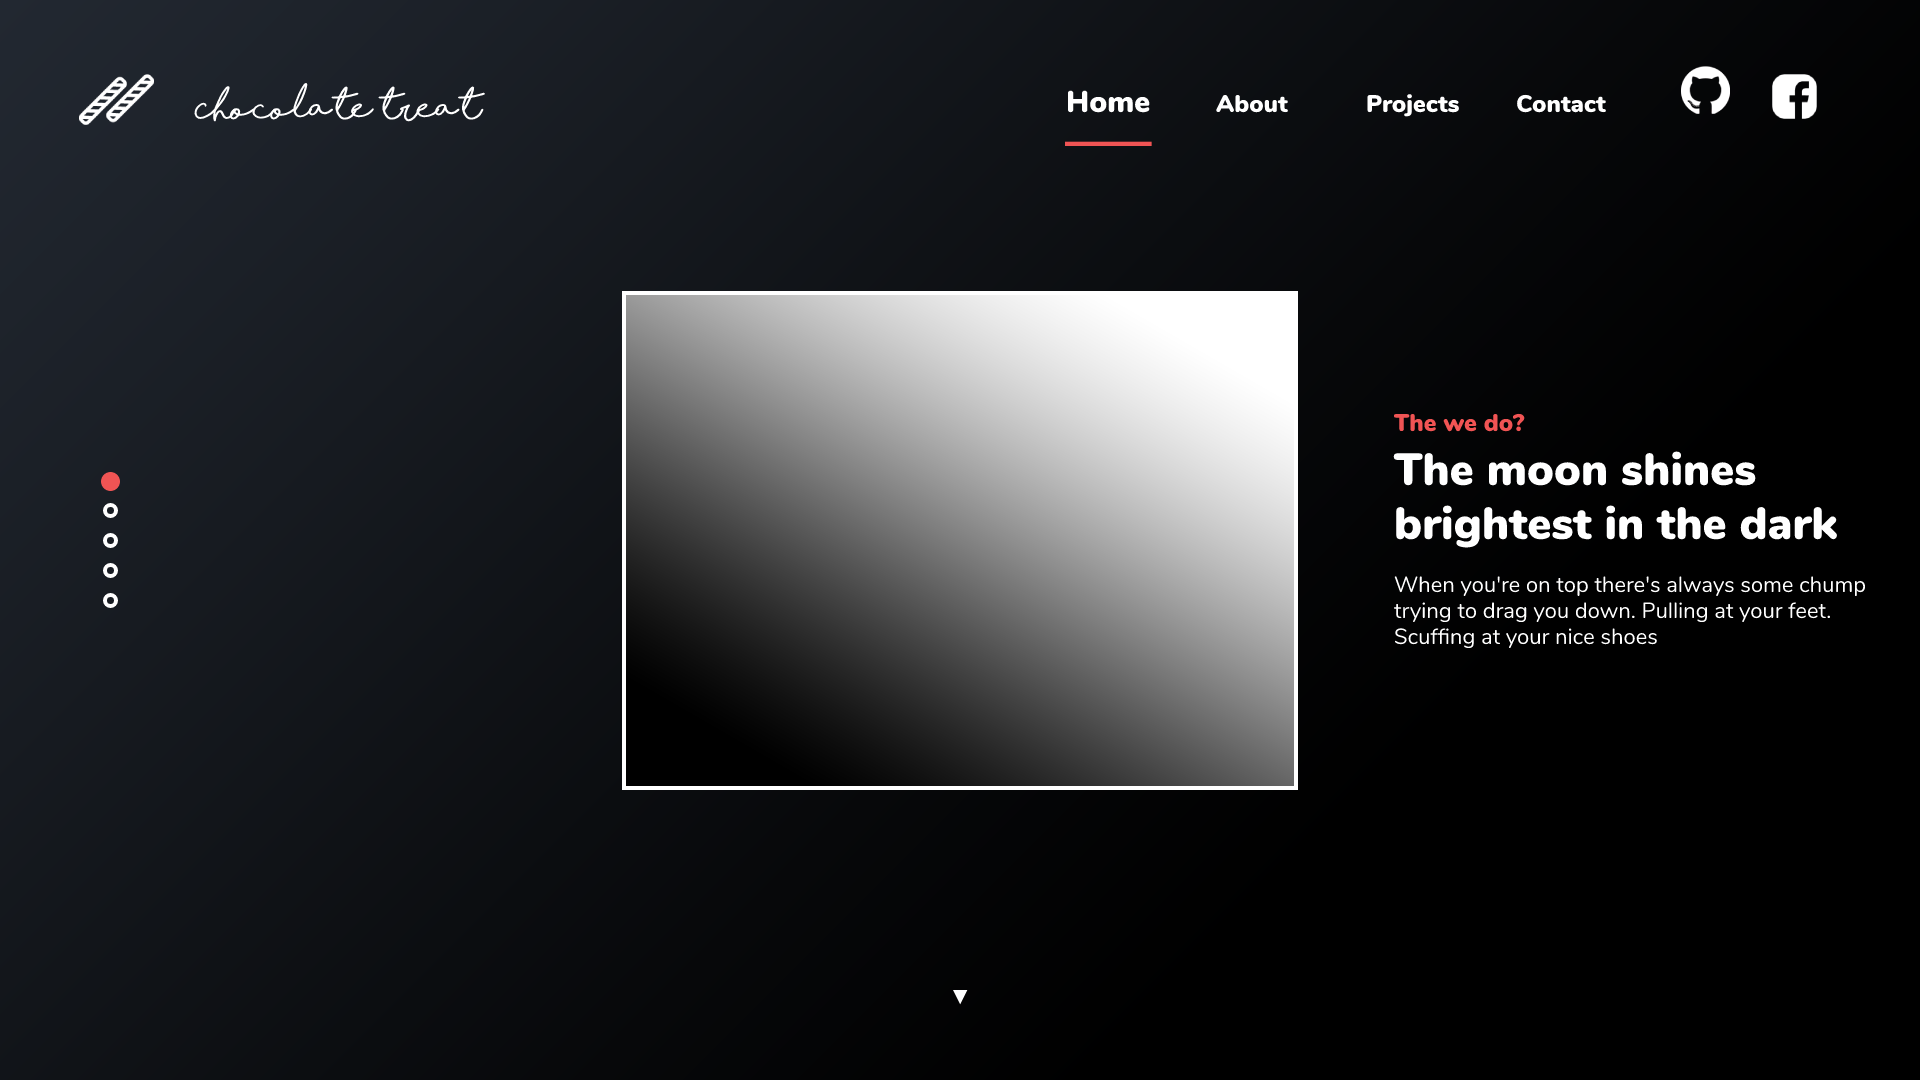 chocolate treat
Home
About
Projects
Contact
The we do?
The moon shines
brightest in the dark
When you're on top there's always some chump
trying to drag you down. Pulling at your feet.
Scuffing at your nice shoes